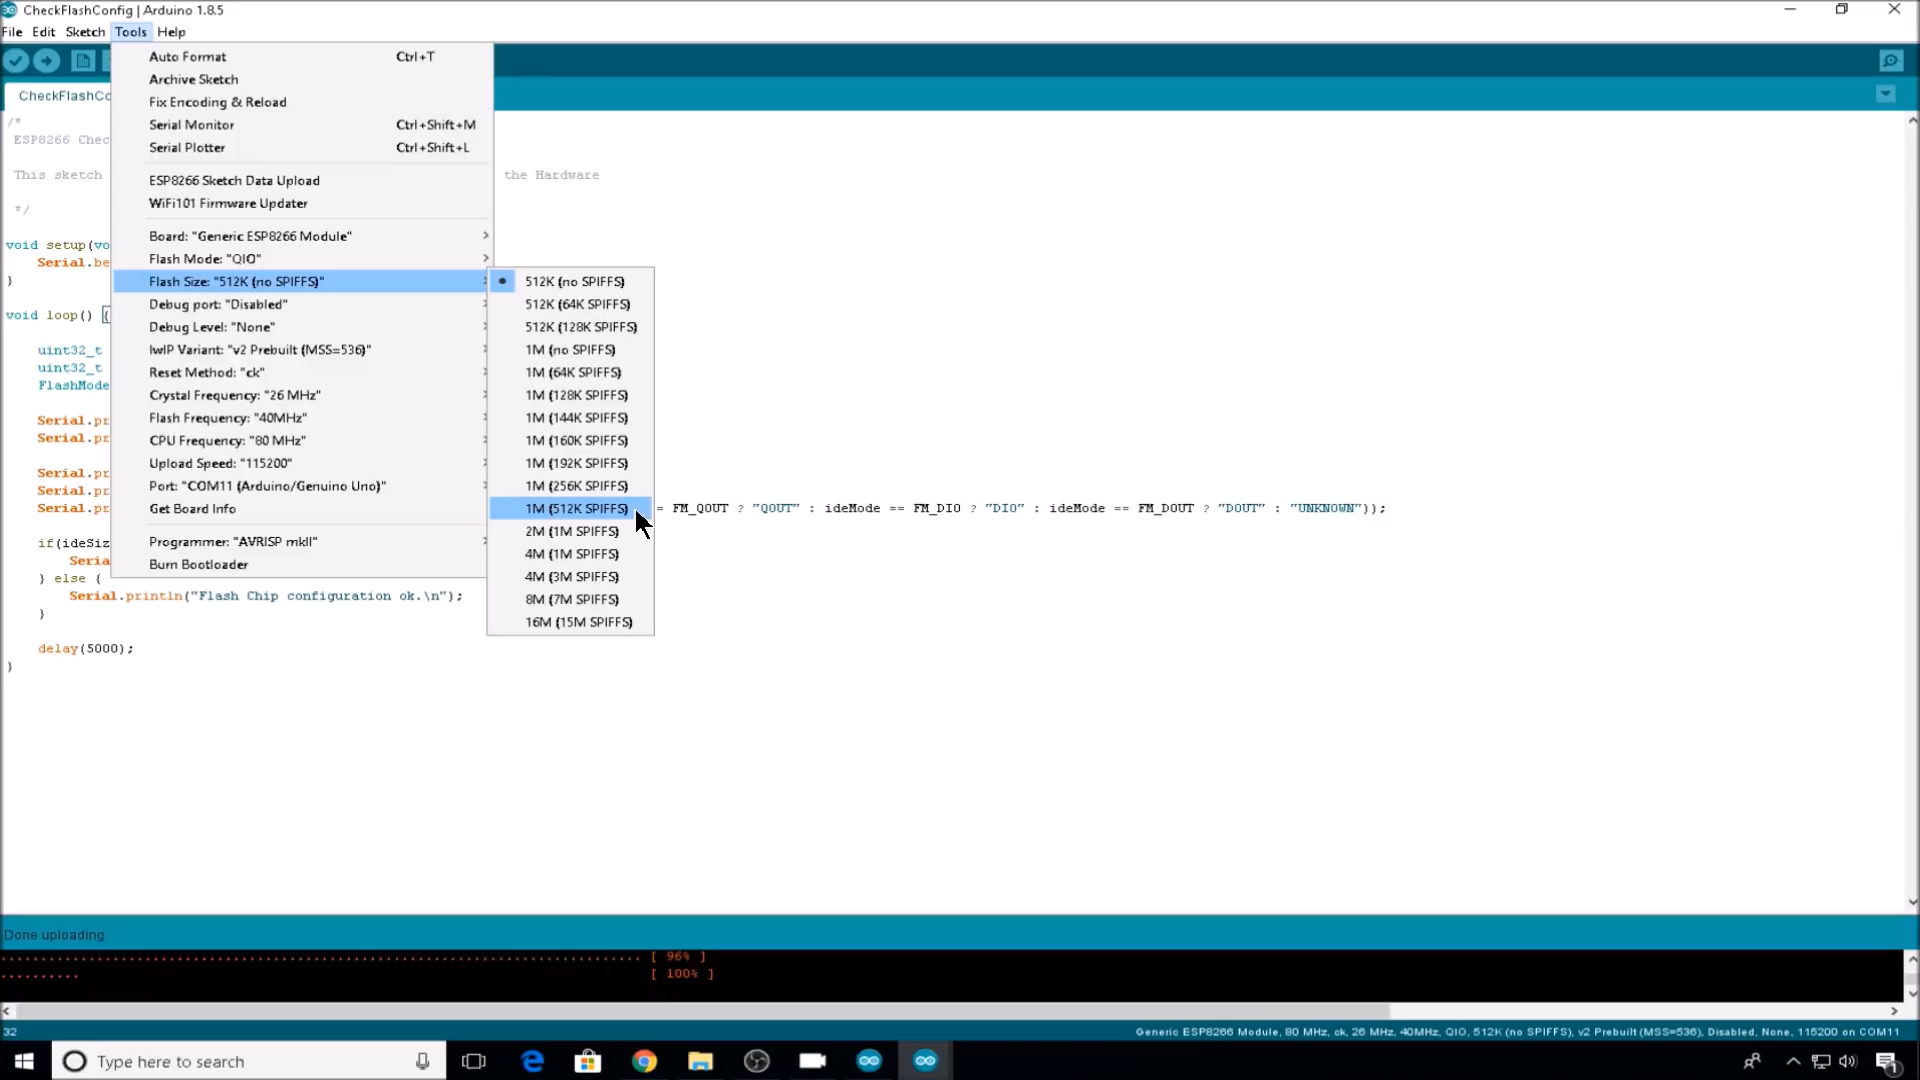 CheckFlashConfig | Arduino 1.8.5
File Edit Sketch Tools Help
Auto Format Ctrl+T
Archive Sketch
CheckFlashCo
Fix Encoding & Reload
/*
Serial Monitor Ctrl+Shift+M
ESP8266 Chec
Serial Plotter Ctrl+Shift+L
This sketch the Hardware
ESP8266 Sketch Data Upload
WiFi101 Firmware Updater
*/
Board: "Generic ESP8266 Module"
void setup(vo
Flash Mode: "QIO"
Serial.be
}
Flash Size: "512K (no SPIFFS)"
Debug port: "Disabled"
void loop() {
Debug Level: "None"
uint32_t
lwIP Variant: "v2 Prebuilt (MSS=536)"
uint32_t
Reset Method: "ck"
FlashMode
Crystal Frequency: "26 MHz"
Serial.pr
Flash Frequency: "40MHz"
Serial.pr
CPU Frequency: "80 MHz"
Upload Speed: "115200"
Serial.pr
Port: "COM11 (Arduino/Genuino Uno)"
Serial.pr
Get Board Info
Serial.pr
= FM_QOUT ? "QOUT" : ideMode == FM_DIO ? "DIO" : ideMode == FM_DOUT ? "DOUT" : "UNKNOWN"));
Programmer: "AVRISP mkII"
if(ideSiz
Burn Bootloader
Seria
512K (no SPIFFS)
512K (64K SPIFFS)
512K (128K SPIFFS)
1M (no SPIFFS)
1M (64K SPIFFS)
1M (128K SPIFFS)
1M (144K SPIFFS)
1M (160K SPIFFS)
1M (192K SPIFFS)
1M (256K SPIFFS)
1M (512K SPIFFS)
2M (1M SPIFFS)
4M (1M SPIFFS)
4M (3M SPIFFS)
8M (7M SPIFFS)
16M (15M SPIFFS)
} else {
Serial.println("Flash Chip configuration ok.\n");
}
delay(5000);
}
Done uploading.
................................................................................ [ 96% ]
.......... [ 100% ]
32 Generic ESP8266 Module, 80 MHz, ck, 26 MHz, 40MHz, QIO, 512K (no SPIFFS), v2 Prebuilt (MSS=536), Disabled, None, 115200 on COM11
Type here to search
1